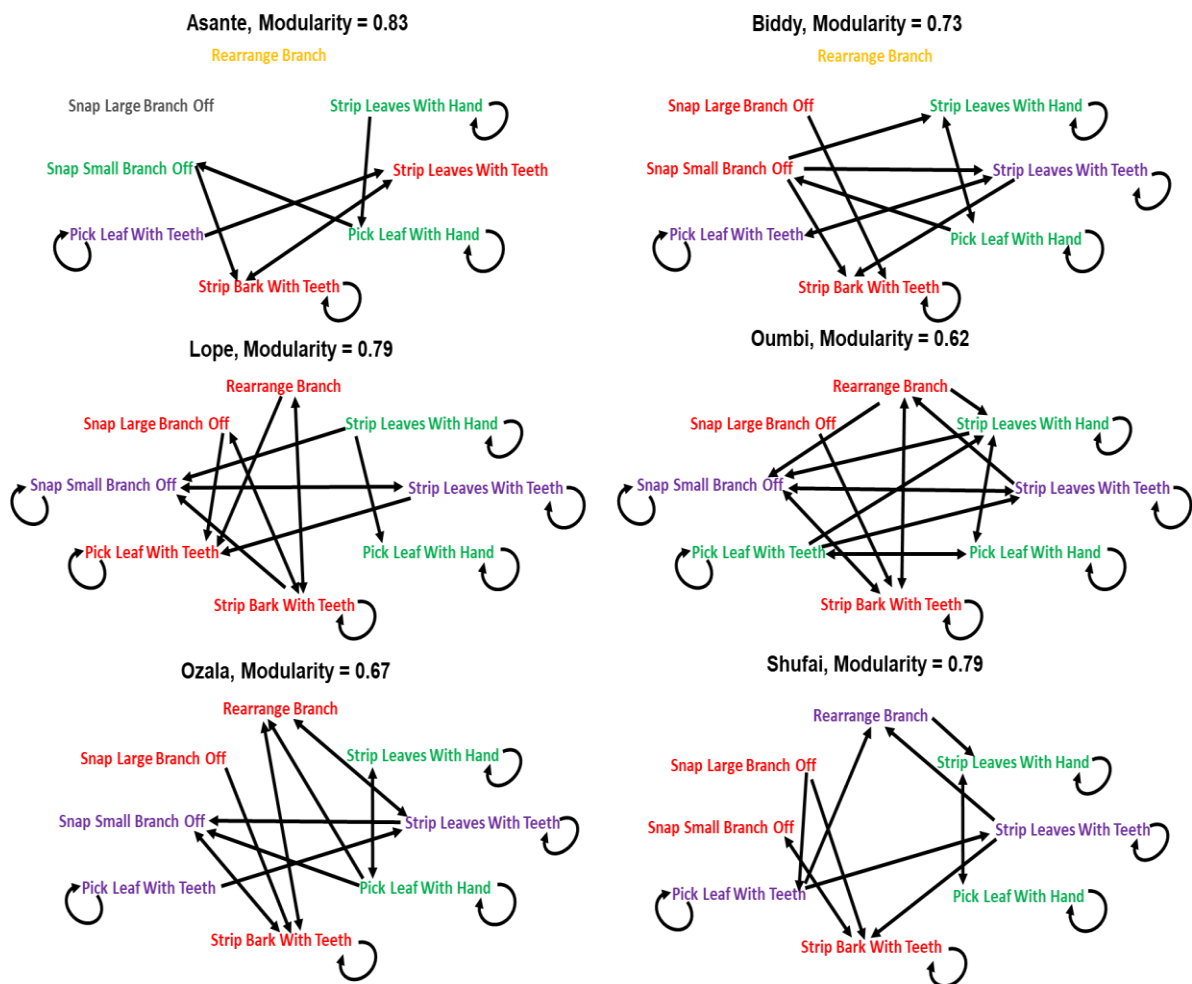 Asante, Modularity = 0.83
Rearrange Branch
Snap Large Branch Off
Strip Leaves With Hand
Snap Small Branch Off
Strip Leaves With Teeth
Pick Leaf With Teeth
Pick Leaf With Hand
Strip Bark With Teeth
Biddy, Modularity = 0.73
Rearrange Branch
Snap Large Branch Off
Strip Leaves With Hand
Snap Small Branch Off
Strip Leaves With Teeth
Pick Leaf With Teeth
Pick Leaf With Hand
Strip Bark With Teeth
Lope, Modularity = 0.79
Rearrange Branch
Snap Large Branch Off
Strip Leaves With Hand
Snap Small Branch Off
Strip Leaves With Teeth
Pick Leaf With Teeth
Pick Leaf With Hand
Strip Bark With Teeth
Oumbi, Modularity = 0.62
Rearrange Branch
Snap Large Branch Off
Strip Leaves With Hand
Snap Small Branch Off
Strip Leaves With Teeth
Pick Leaf With Teeth
Pick Leaf With Hand
Strip Bark With Teeth
Ozala, Modularity = 0.67
Rearrange Branch
Snap Large Branch Off
Strip Leaves With Hand
Snap Small Branch Off
Strip Leaves With Teeth
Pick Leaf With Teeth
Pick Leaf With Hand
Strip Bark With Teeth
Shufai, Modularity = 0.79
Rearrange Branch
Snap Large Branch Off
Strip Leaves With Hand
Snap Small Branch Off
Strip Leaves With Teeth
Pick Leaf With Teeth
Pick Leaf With Hand
Strip Bark With Teeth